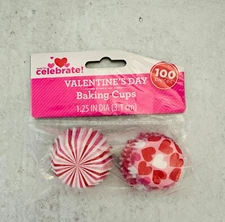 celebrate!
100
VALENTINE'S DAY
Baking Cups
1.25 IN DIA (3.1 cm)